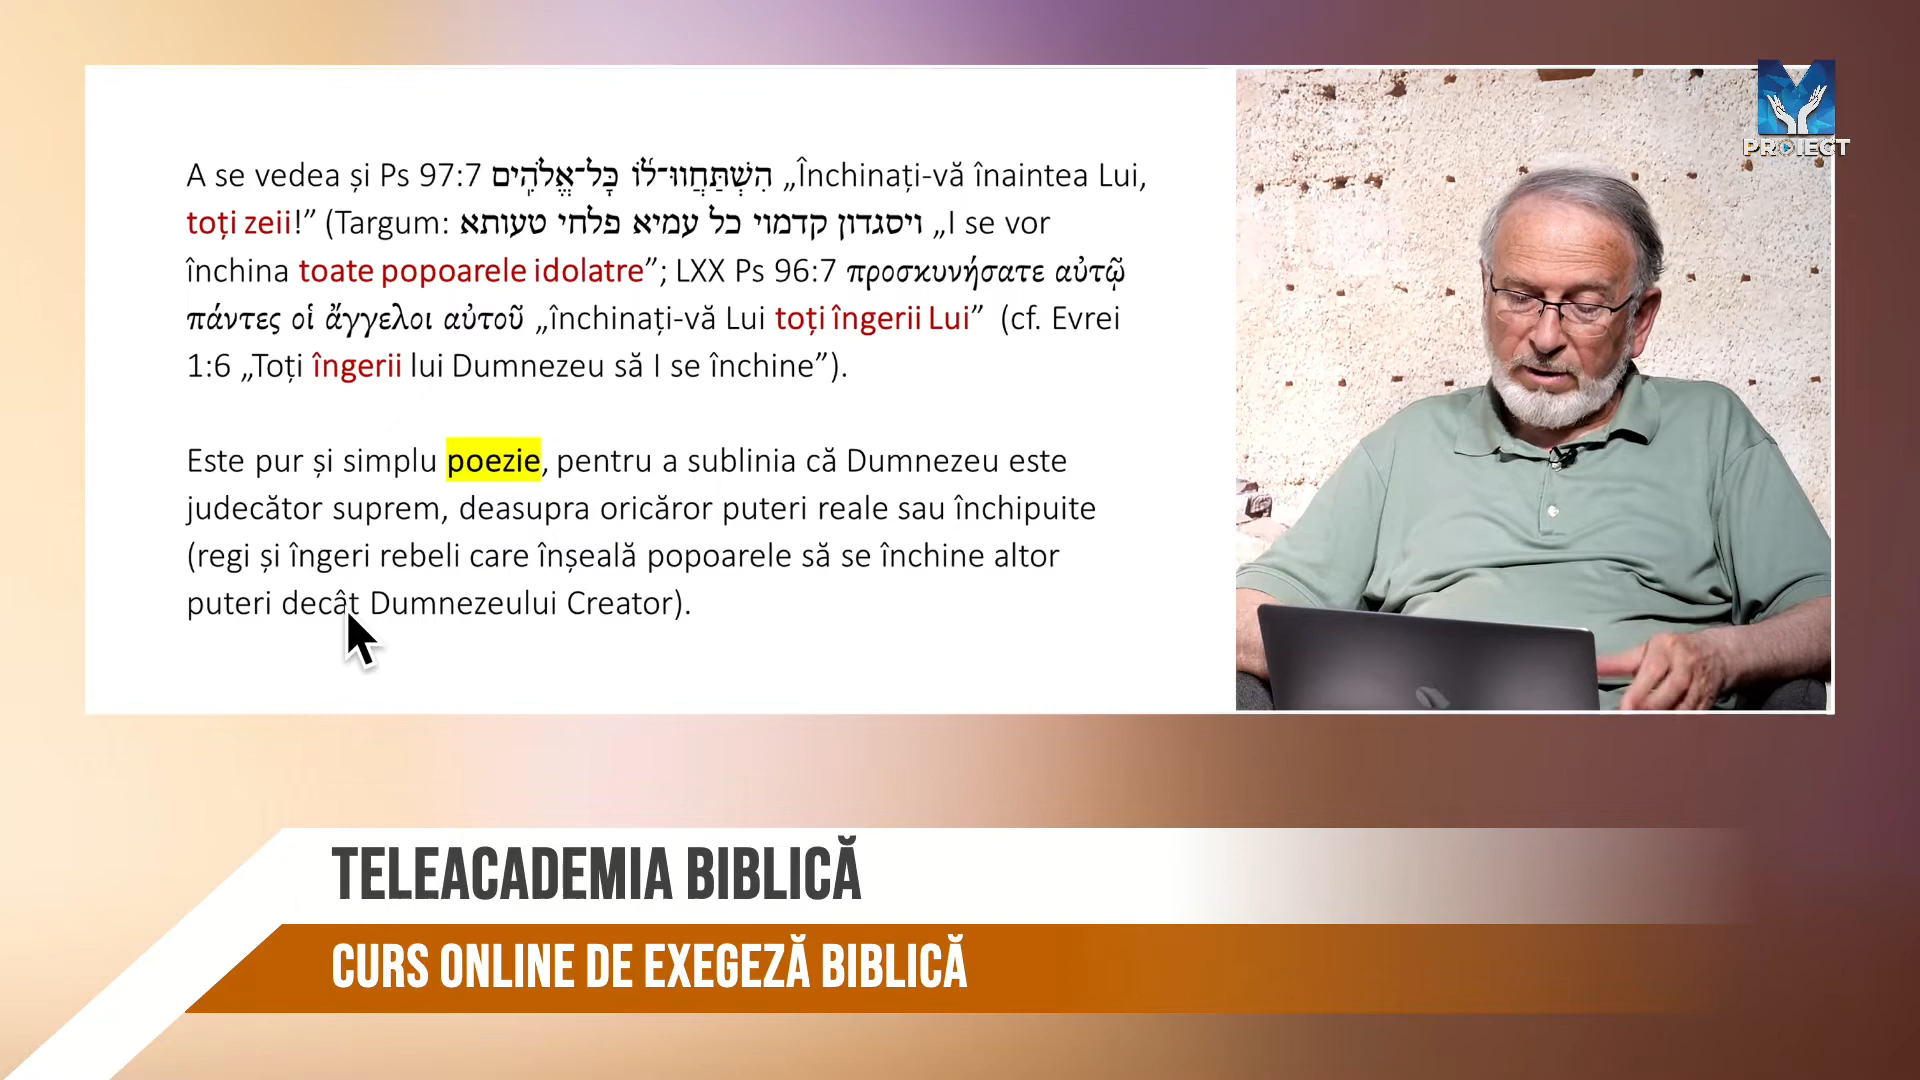 A se vedea și Ps 97:7 הִשְׁתַּחֲווּ־ל֝֗וֹ כָּל־אֱלֹהִֽים „Închinați-vă înaintea Lui,
toți zeii!” (Targum: ויסגדון קדמוי כל עמיא פלחי טעותא „I se vor
închina toate popoarele idolatre”; LXX Ps 96:7 προσκυνήσατε αὐτῷ
πάντες οἱ ἄγγελοι αὐτοῦ „închinați-vă Lui toți îngerii Lui” (cf. Evrei
1:6 „Toți îngerii lui Dumnezeu să I se închine”).
Este pur și simplu poezie, pentru a sublinia că Dumnezeu este
judecător suprem, deasupra oricăror puteri reale sau închipuite
(regi și îngeri rebeli care înșeală popoarele să se închine altor
puteri decât Dumnezeului Creator).
PROIECT
TELEACADEMIA BIBLICĂ
CURS ONLINE DE EXEGEZĂ BIBLICĂ